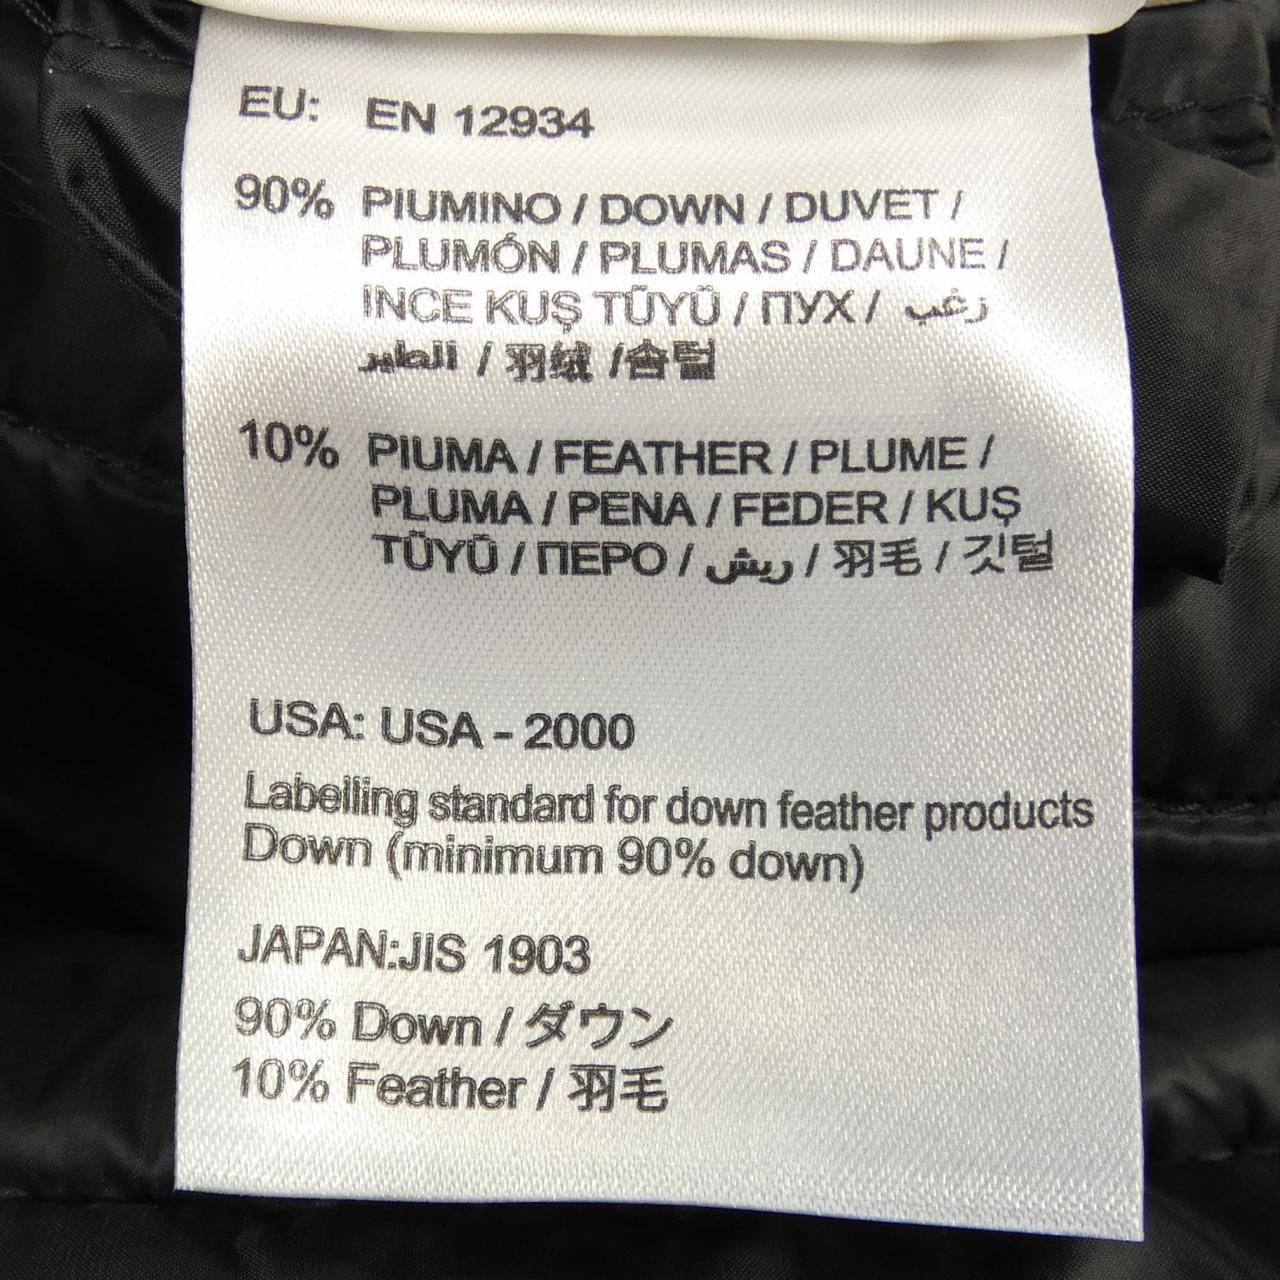 EU: EN 12934
90% PIUMINO / DOWN / DUVET /
PLUMÓN / PLUMAS / DAUNE /
INCE KUŞ TÜYÜ / ПУХ / زغب
الطير / 羽绒 /솜털
10% PIUMA / FEATHER / PLUME /
PLUMA / PENA / FEDER / KUŞ
TÜYÜ / ПЕРО / ريش / 羽毛 / 깃털
USA: USA - 2000
Labelling standard for down feather products
Down (minimum 90% down)
JAPAN:JIS 1903
90% Down / ダウン
10% Feather / 羽毛